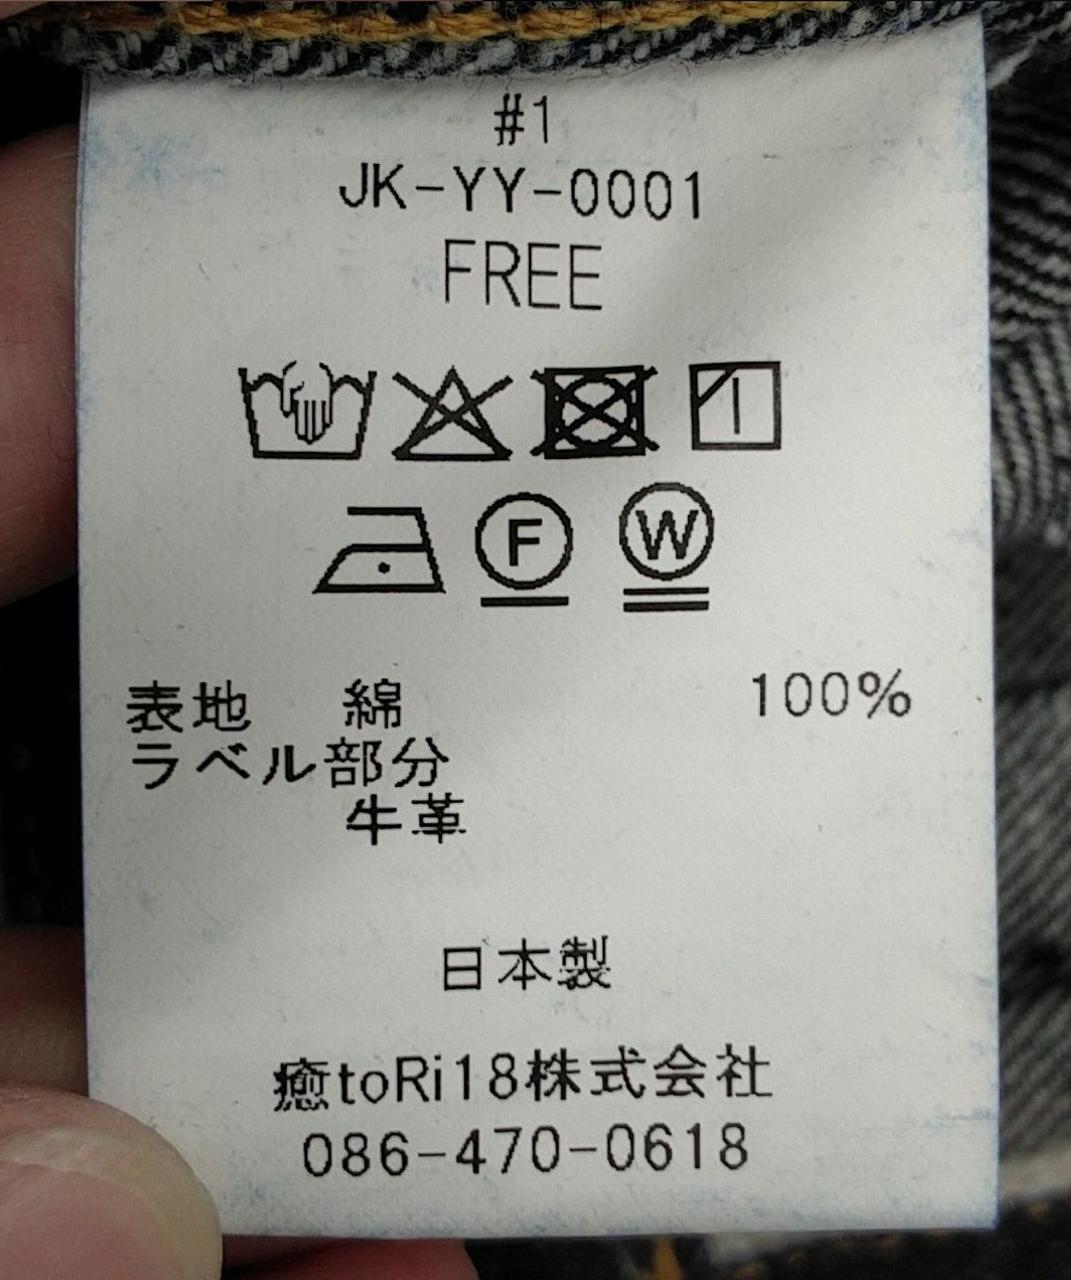 #1
JK-YY-0001
FREE
F W
表地 綿 100%
ラベル部分
牛革
日本製
癒toRi18株式会社
086-470-0618